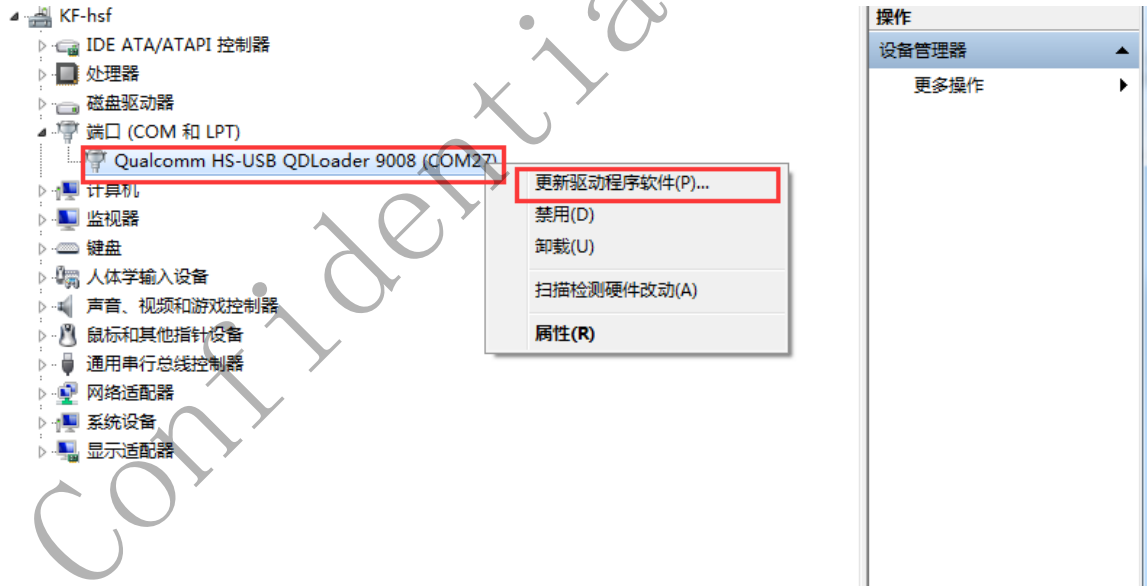 KF-hsf
IDE ATA/ATAPI 控制器
处理器
磁盘驱动器
端口 (COM 和 LPT)
Qualcomm HS-USB QDLoader 9008 (COM27)
计算机
监视器
键盘
人体学输入设备
声音、视频和游戏控制器
鼠标和其他指针设备
通用串行总线控制器
网络适配器
系统设备
显示适配器
更新驱动程序软件(P)...
禁用(D)
卸载(U)
扫描检测硬件改动(A)
属性(R)
操作
设备管理器
更多操作
Confidentia